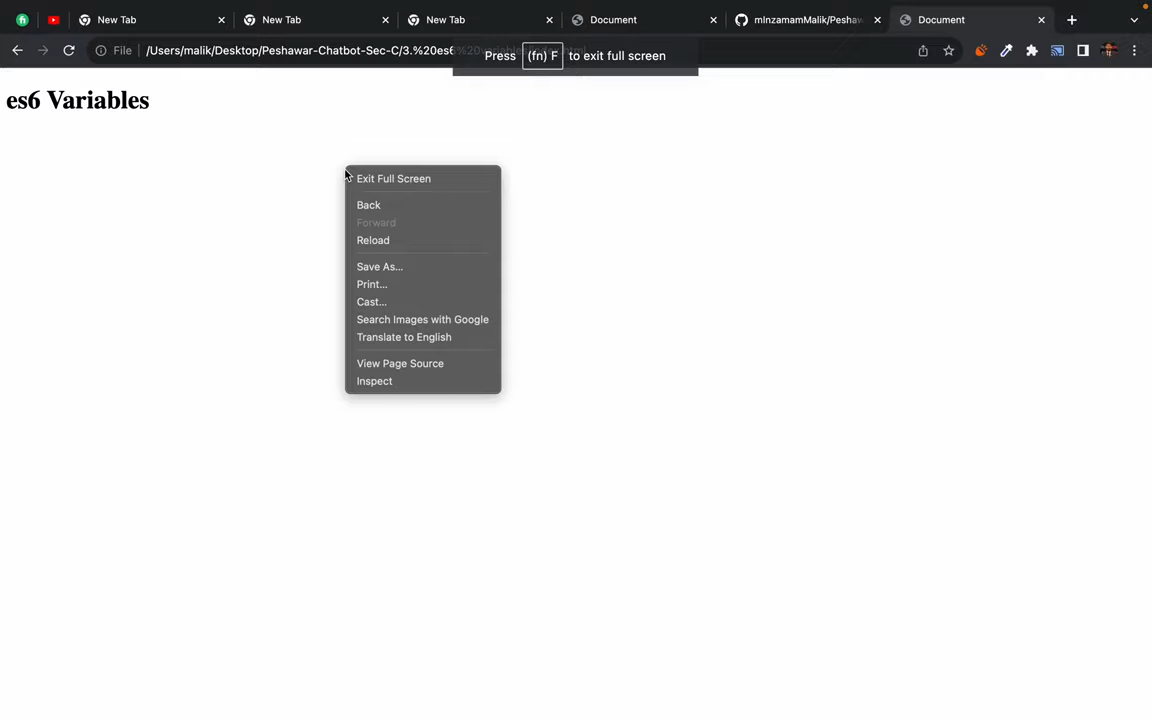 New Tab
New Tab
New Tab
Document
mInzamamMalik/Peshaw
Document
File
/Users/malik/Desktop/Peshawar-Chatbot-Sec-C/3.%20es6
Press (fn) F to exit full screen
es6 Variables
Exit Full Screen
Back
Forward
Reload
Save As...
Print...
Cast...
Search Images with Google
Translate to English
View Page Source
Inspect